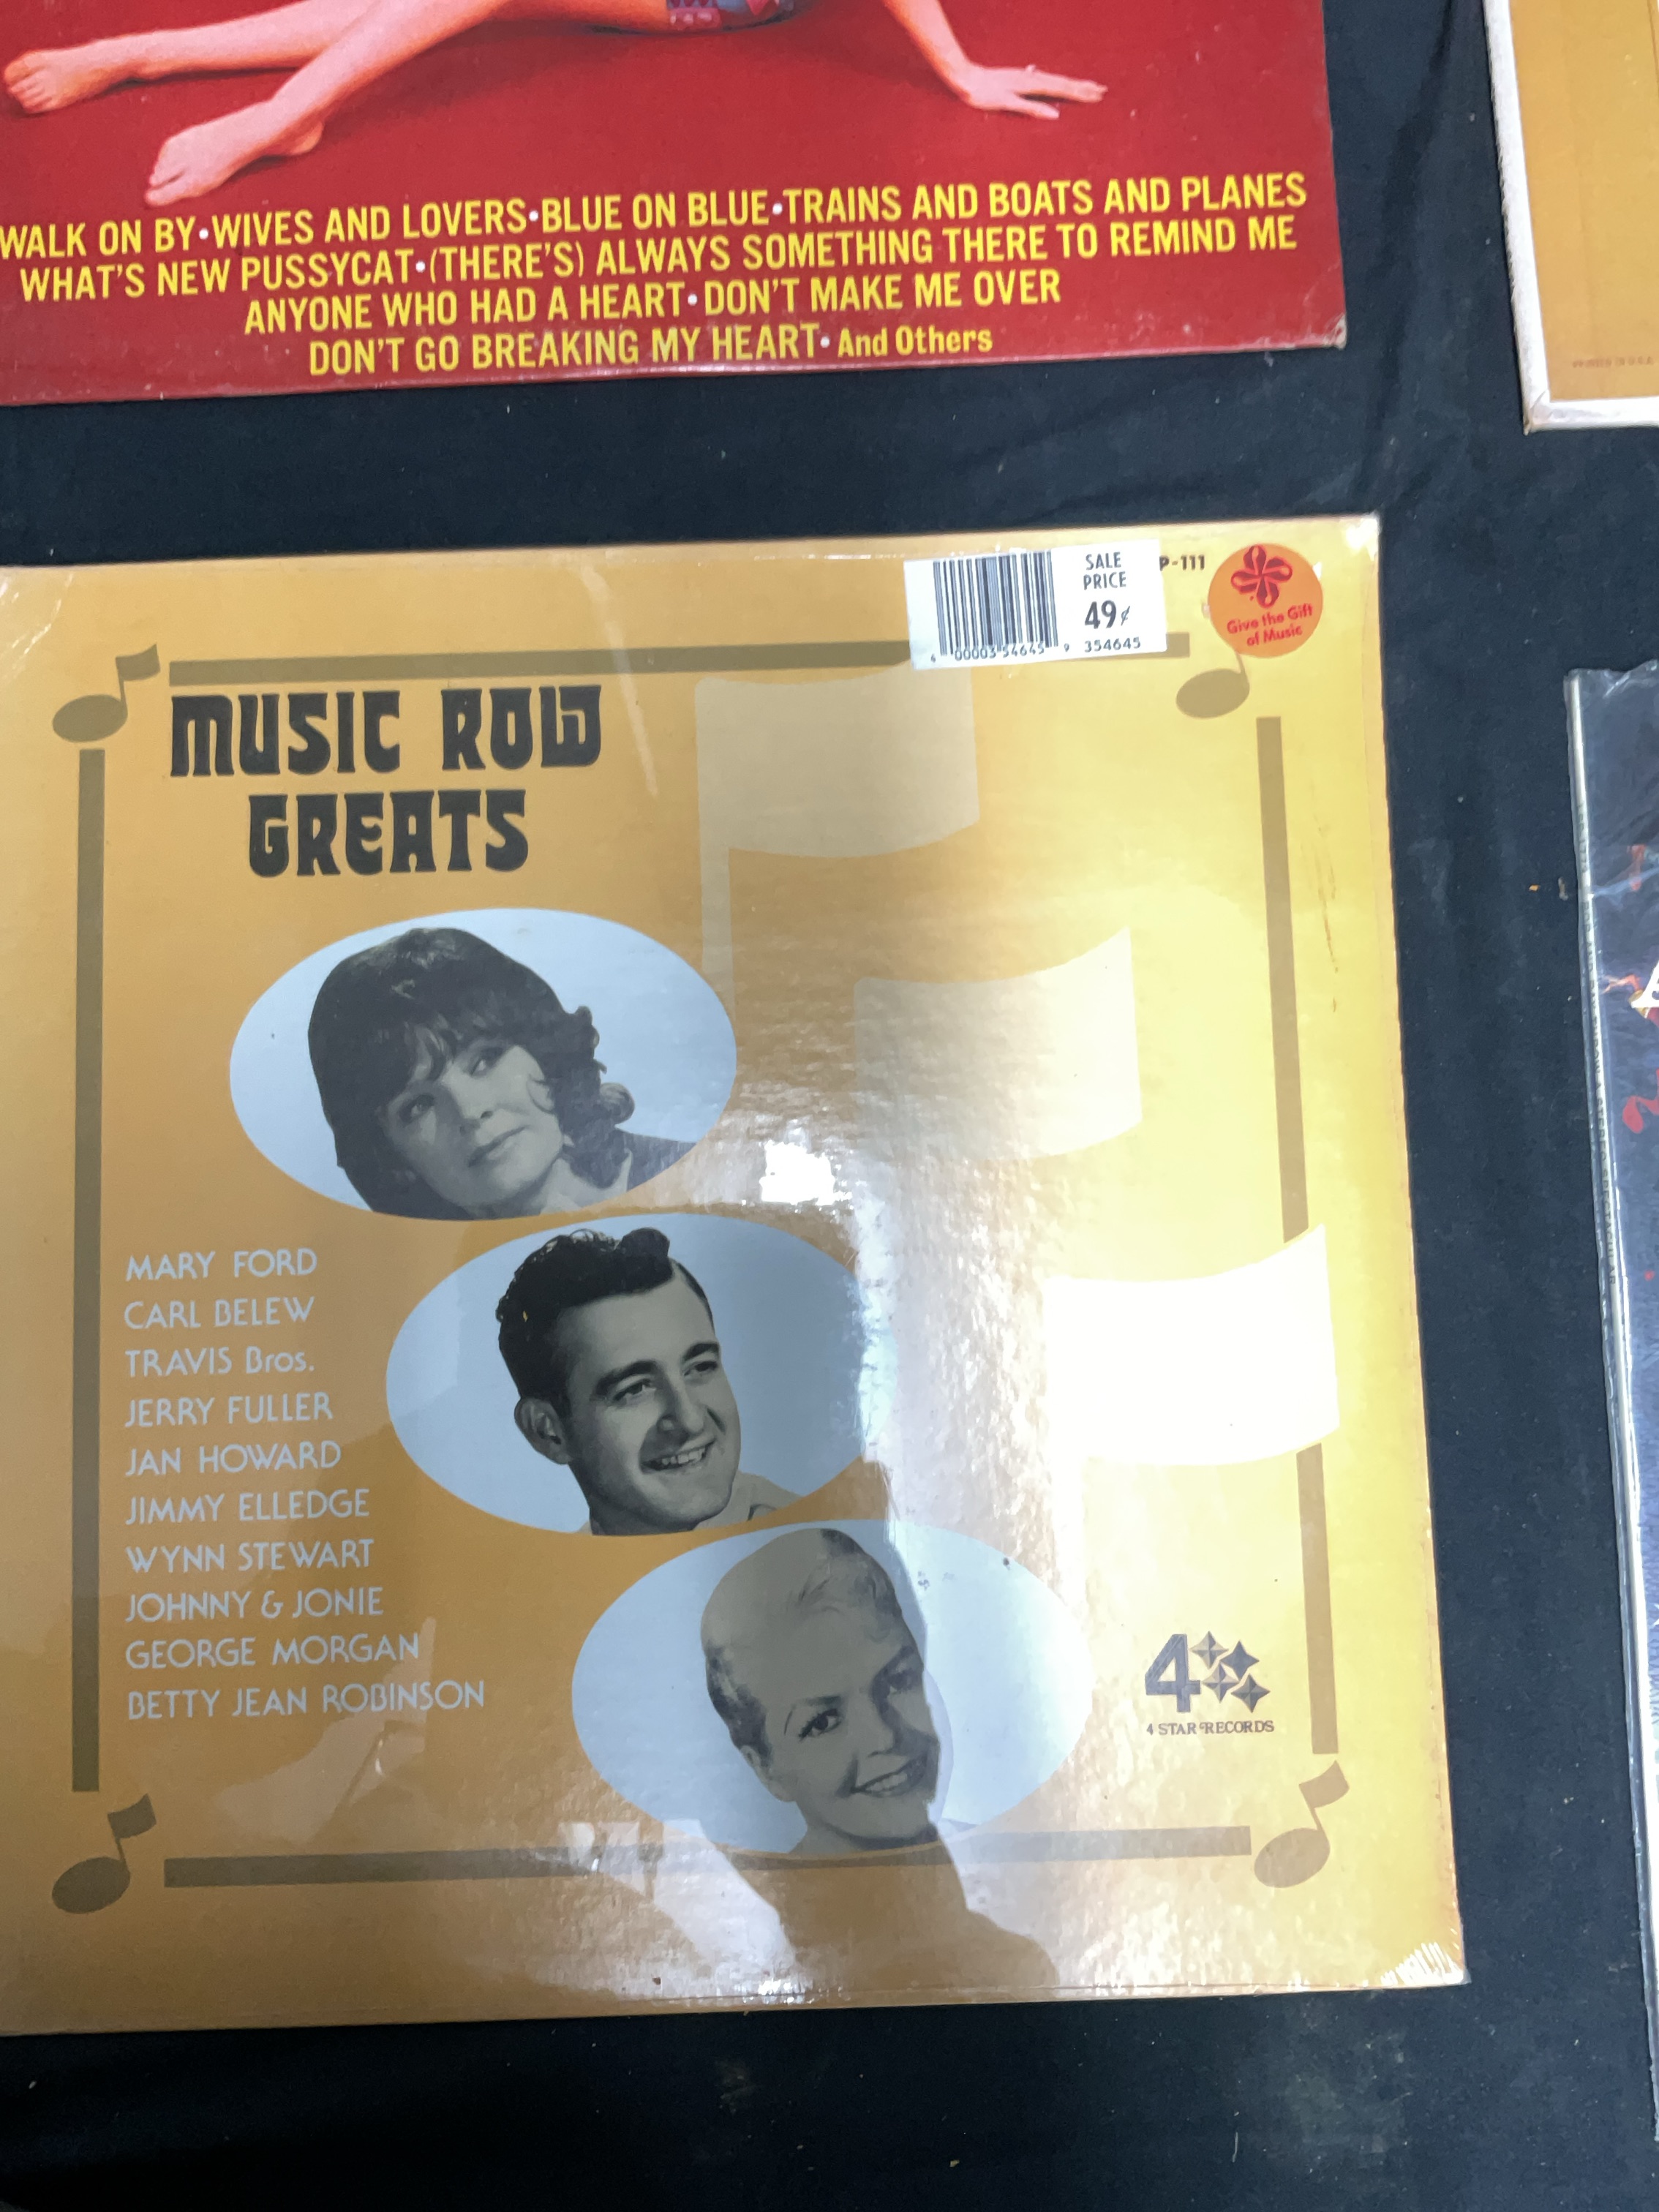 WALK ON BY•WIVES AND LOVERS•BLUE ON BLUE•TRAINS AND BOATS AND PLANES
WHAT'S NEW PUSSYCAT•(THERE'S) ALWAYS SOMETHING THERE TO REMIND ME
ANYONE WHO HAD A HEART•DON'T MAKE ME OVER
DON'T GO BREAKING MY HEART•And Others
SALE
PRICE
49¢
354645
P-111
Give the Gift
of Music
MUSIC ROW
GREATS
MARY FORD
CARL BELEW
TRAVIS Bros.
JERRY FULLER
JAN HOWARD
JIMMY ELLEDGE
WYNN STEWART
JOHNNY & JONIE
GEORGE MORGAN
BETTY JEAN ROBINSON
4
4 STAR RECORDS